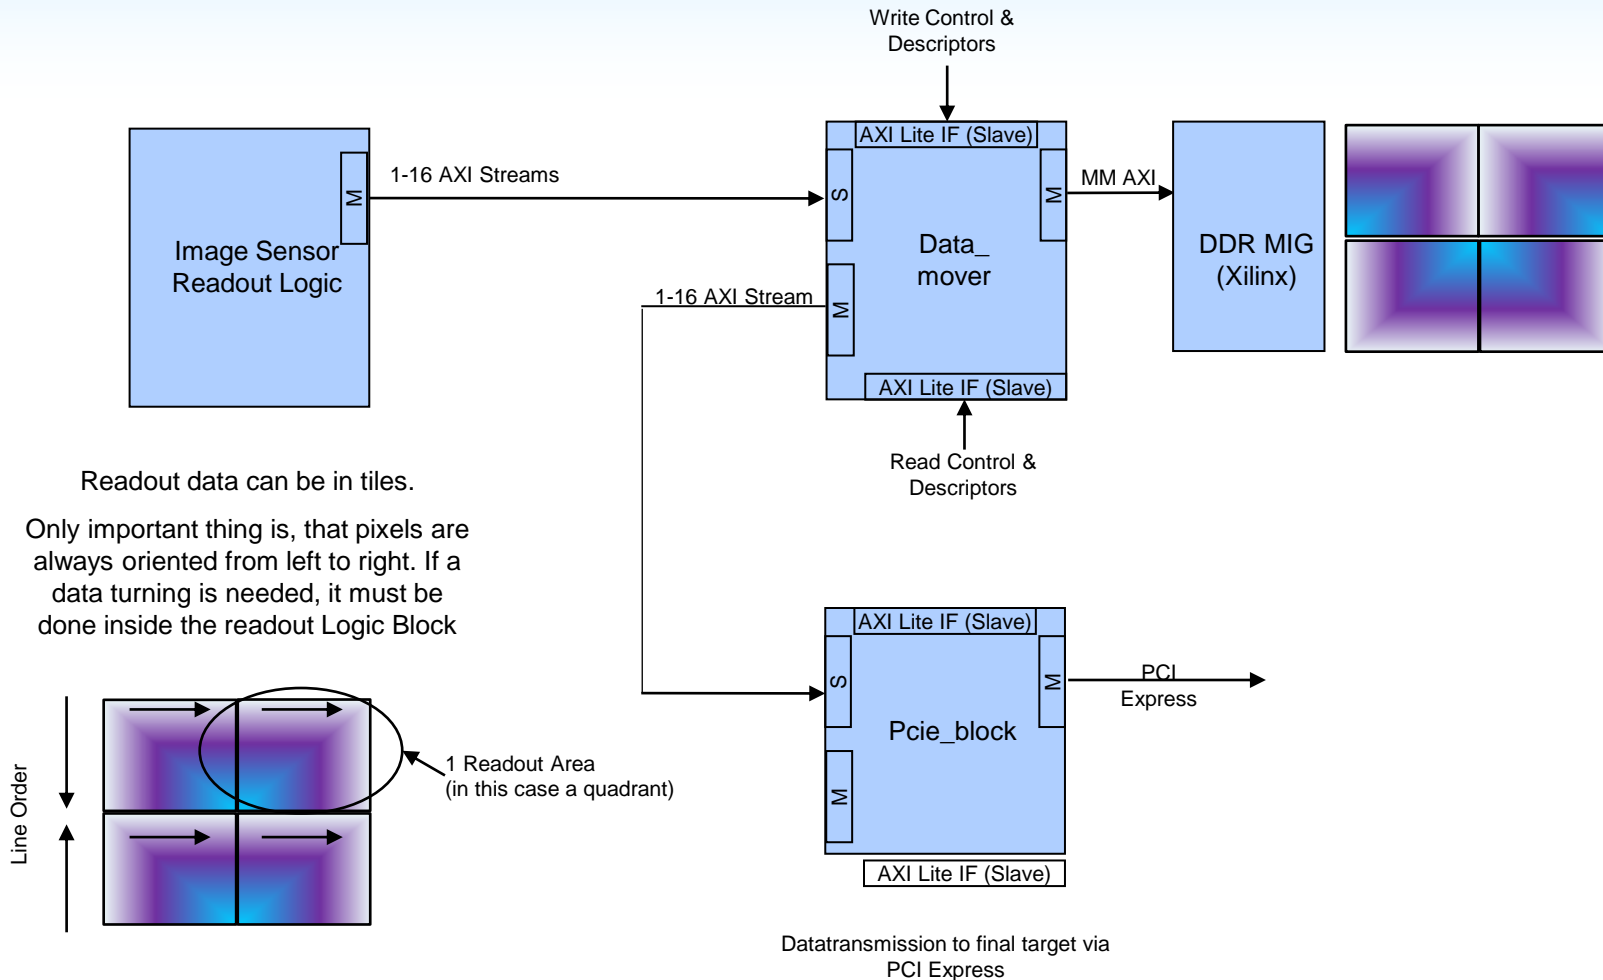 Write Control &
Descriptors
AXI Lite IF (Slave)
M
1-16 AXI Streams
S
M
MM AXI
Image Sensor
Readout Logic
Data_
mover
DDR MIG
(Xilinx)
1-16 AXI Stream
M
AXI Lite IF (Slave)
Read Control &
Descriptors
Readout data can be in tiles.
Only important thing is, that pixels are
always oriented from left to right. If a
data turning is needed, it must be
done inside the readout Logic Block
AXI Lite IF (Slave)
S
M
PCI
Express
Pcie_block
M
AXI Lite IF (Slave)
Line Order
1 Readout Area
(in this case a quadrant)
Datatransmission to final target via
PCI Express